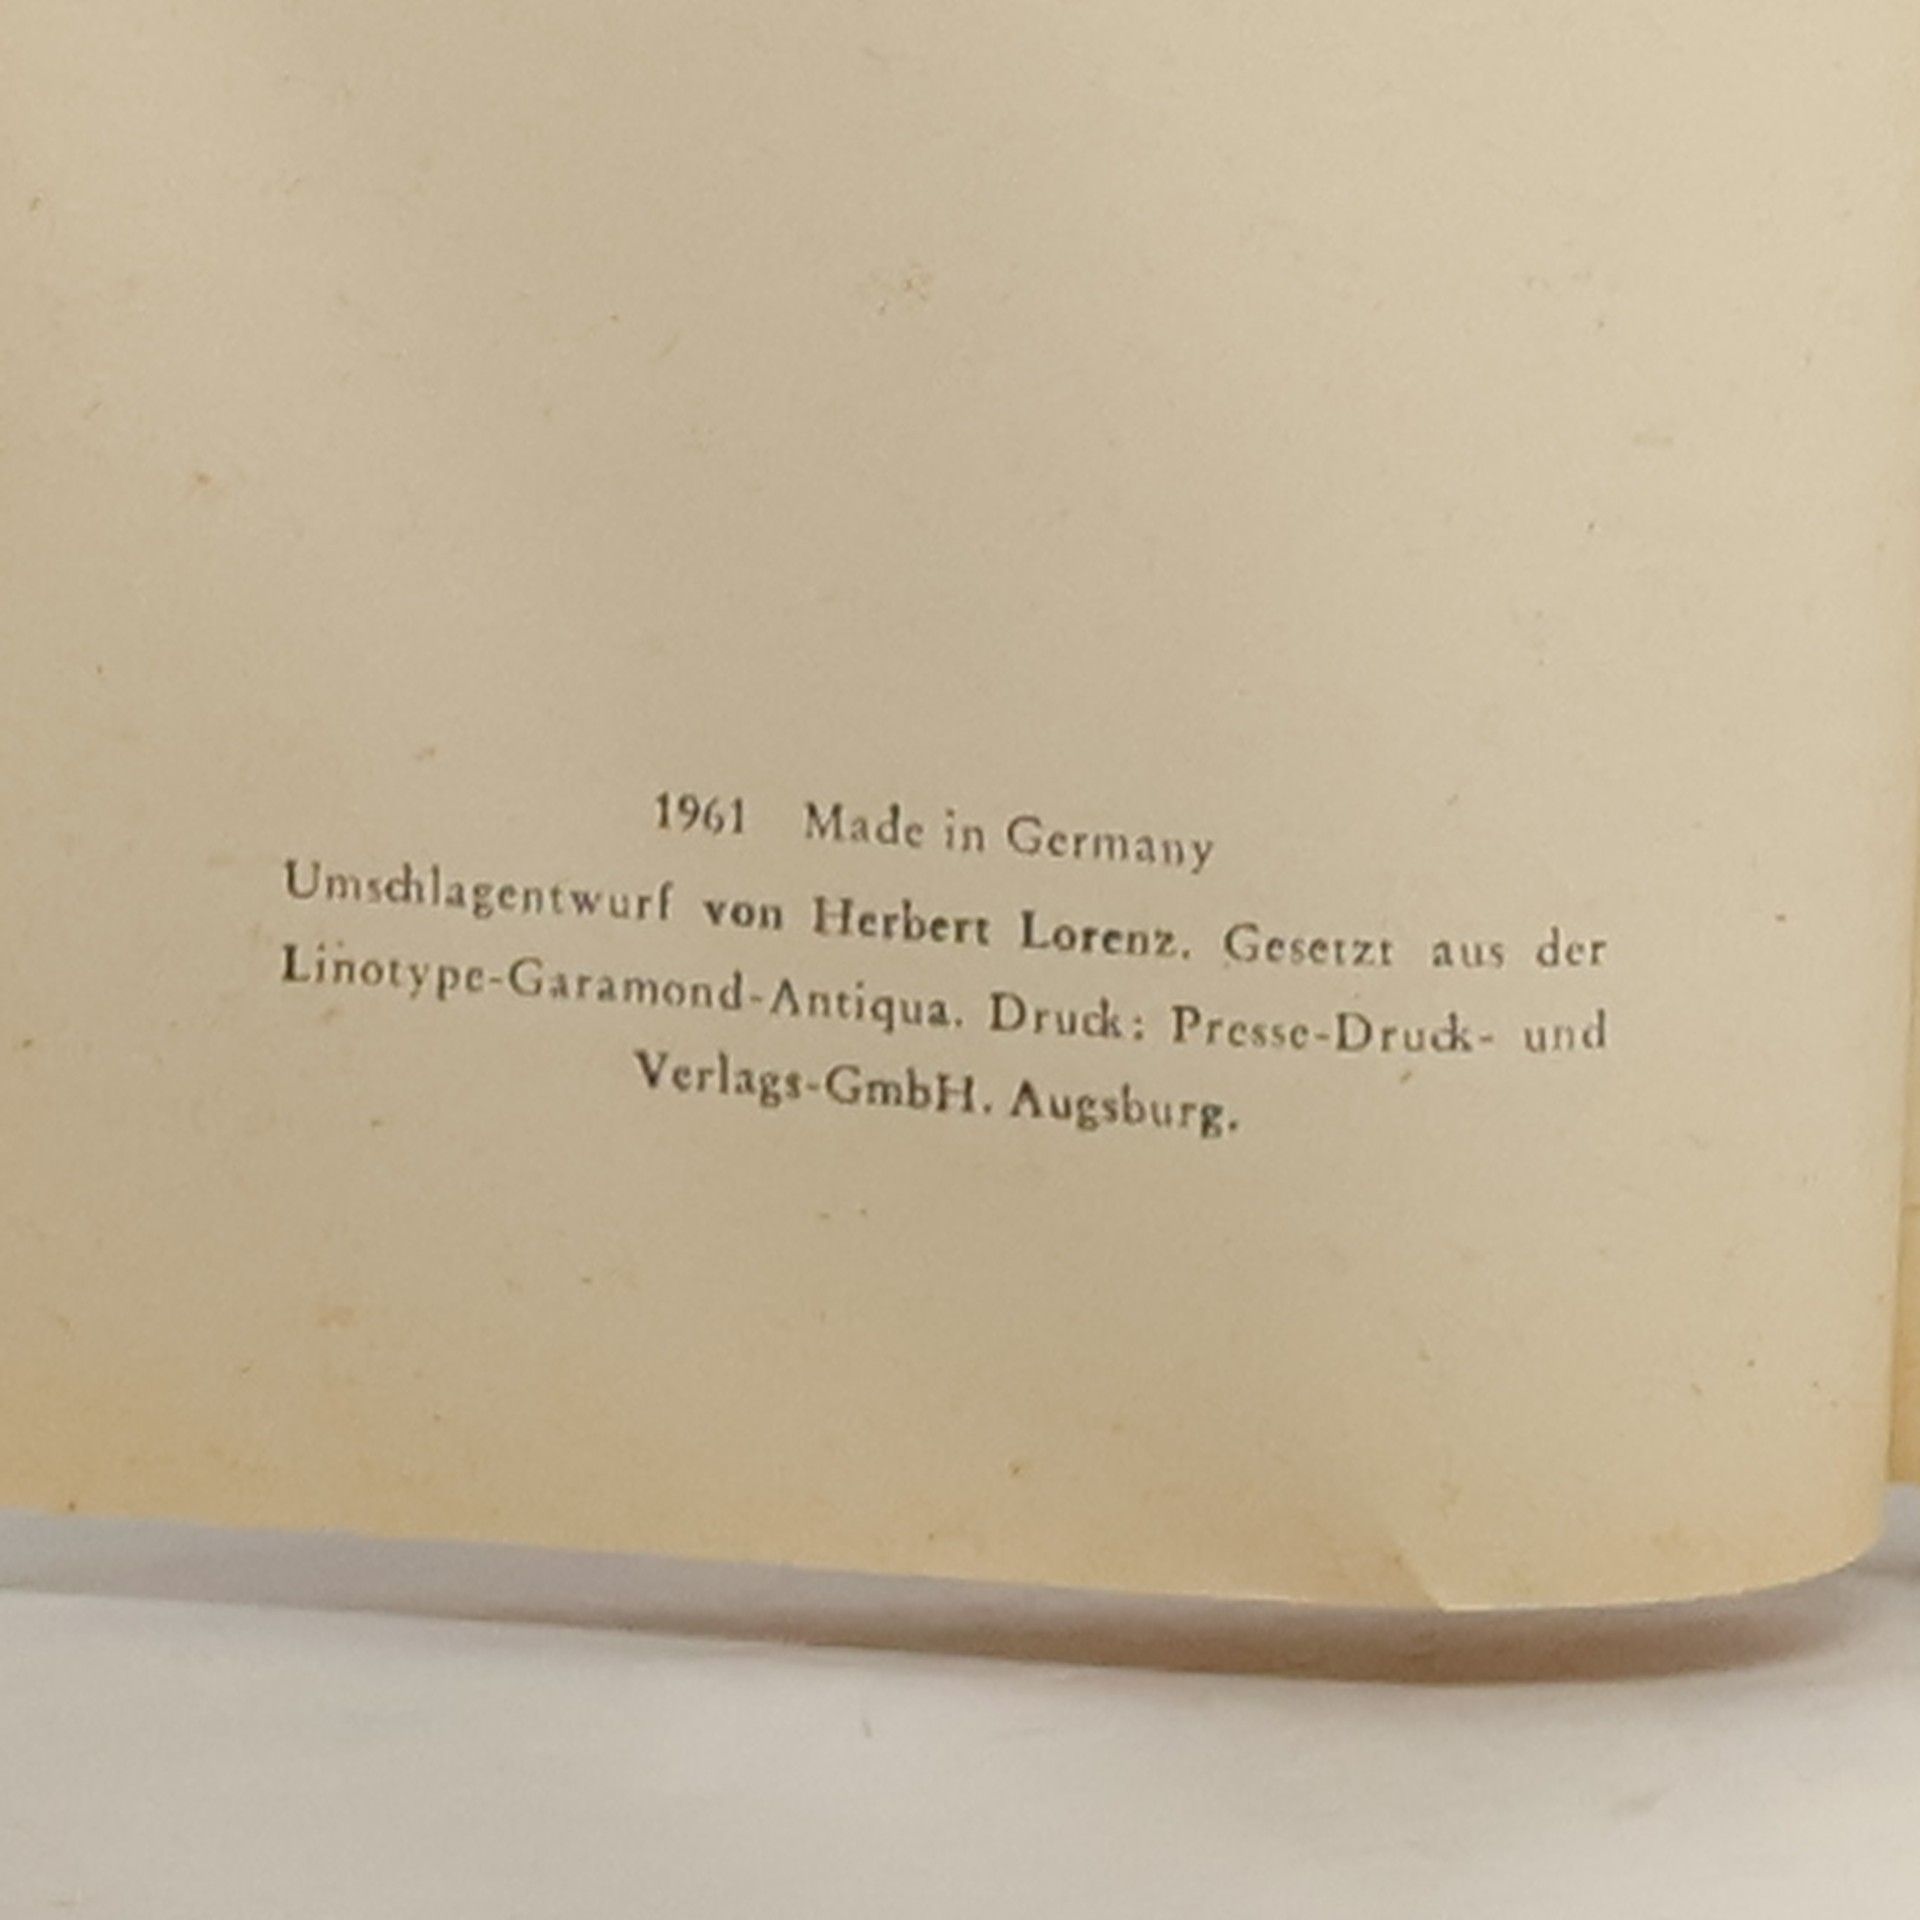 1961 Made in Germany
Umschlagentwurf von Herbert Lorenz. Gesetzt aus der
Linotype-Garamond-Antiqua. Druck: Presse-Druck- und
Verlags-GmbH. Augsburg.